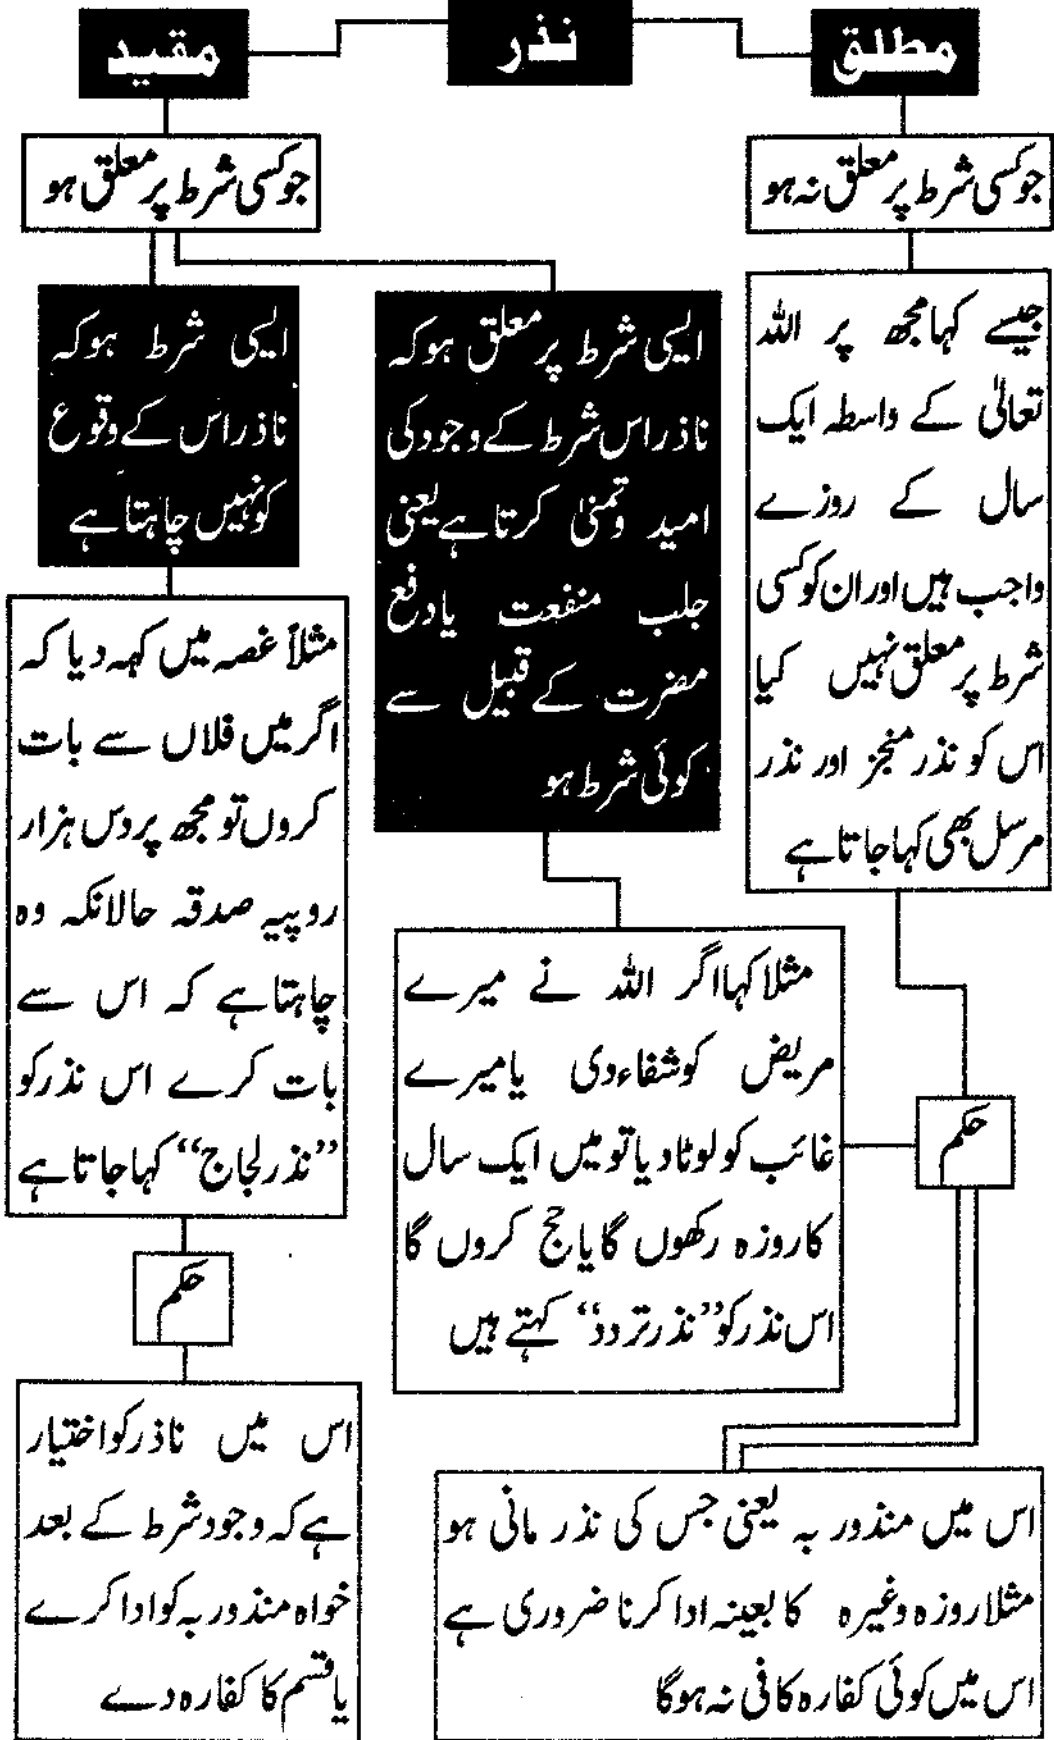 نذر
مطلق
مقید
جو کسی شرط پر معلق نہ ہو
جو کسی شرط پر معلق ہو
جیسے کہا مجھ پر اللہ
تعالیٰ کے واسطہ ایک
سال کے روزے
واجب ہیں اور ان کو کسی
شرط پر معلق نہیں کیا
اس کو نذر منجز اور نذر
مرسل بھی کہا جاتا ہے
ایسی شرط پر معلق ہو کہ
ناذر اس شرط کے وجود کی
امید وتمنیٰ کرتا ہے یعنی
جلب منفعت یا دفع
مضرت کے قبیل سے
کوئی شرط ہو
ایسی شرط ہو کہ
ناذر اس کے وقوع
کو نہیں چاہتا ہے
مثلاً غصہ میں کہہ دیا کہ
اگر میں فلاں سے بات
کروں تو مجھ پر دس ہزار
روپیہ صدقہ حالانکہ وہ
چاہتا ہے کہ اس سے
بات کرے اس نذر کو
”نذر لجاج“ کہا جاتا ہے
مثلا کہا اگر اللہ نے میرے
مریض کو شفاء دی یا میرے
غائب کو لوٹا دیا تو میں ایک سال
کا روزہ رکھوں گا یا حج کروں گا
اس نذر کو ”نذر تردد“ کہتے ہیں
حکم
حکم
اس میں منذور بہ یعنی جس کی نذر مانی ہو
مثلا روزہ وغیرہ کا بعینہ ادا کرنا ضروری ہے
اس میں کوئی کفارہ کافی نہ ہوگا
اس میں ناذر کو اختیار
ہے کہ وجود شرط کے بعد
خواہ منذور بہ کو ادا کرے
یا قسم کا کفارہ دے